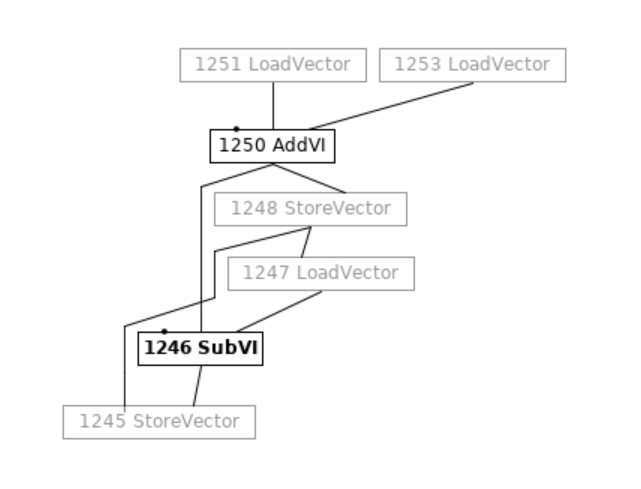 1251 LoadVector
1253 LoadVector
1250 AddVI
1248 StoreVector
1247 LoadVector
1246 SubVI
1245 StoreVector